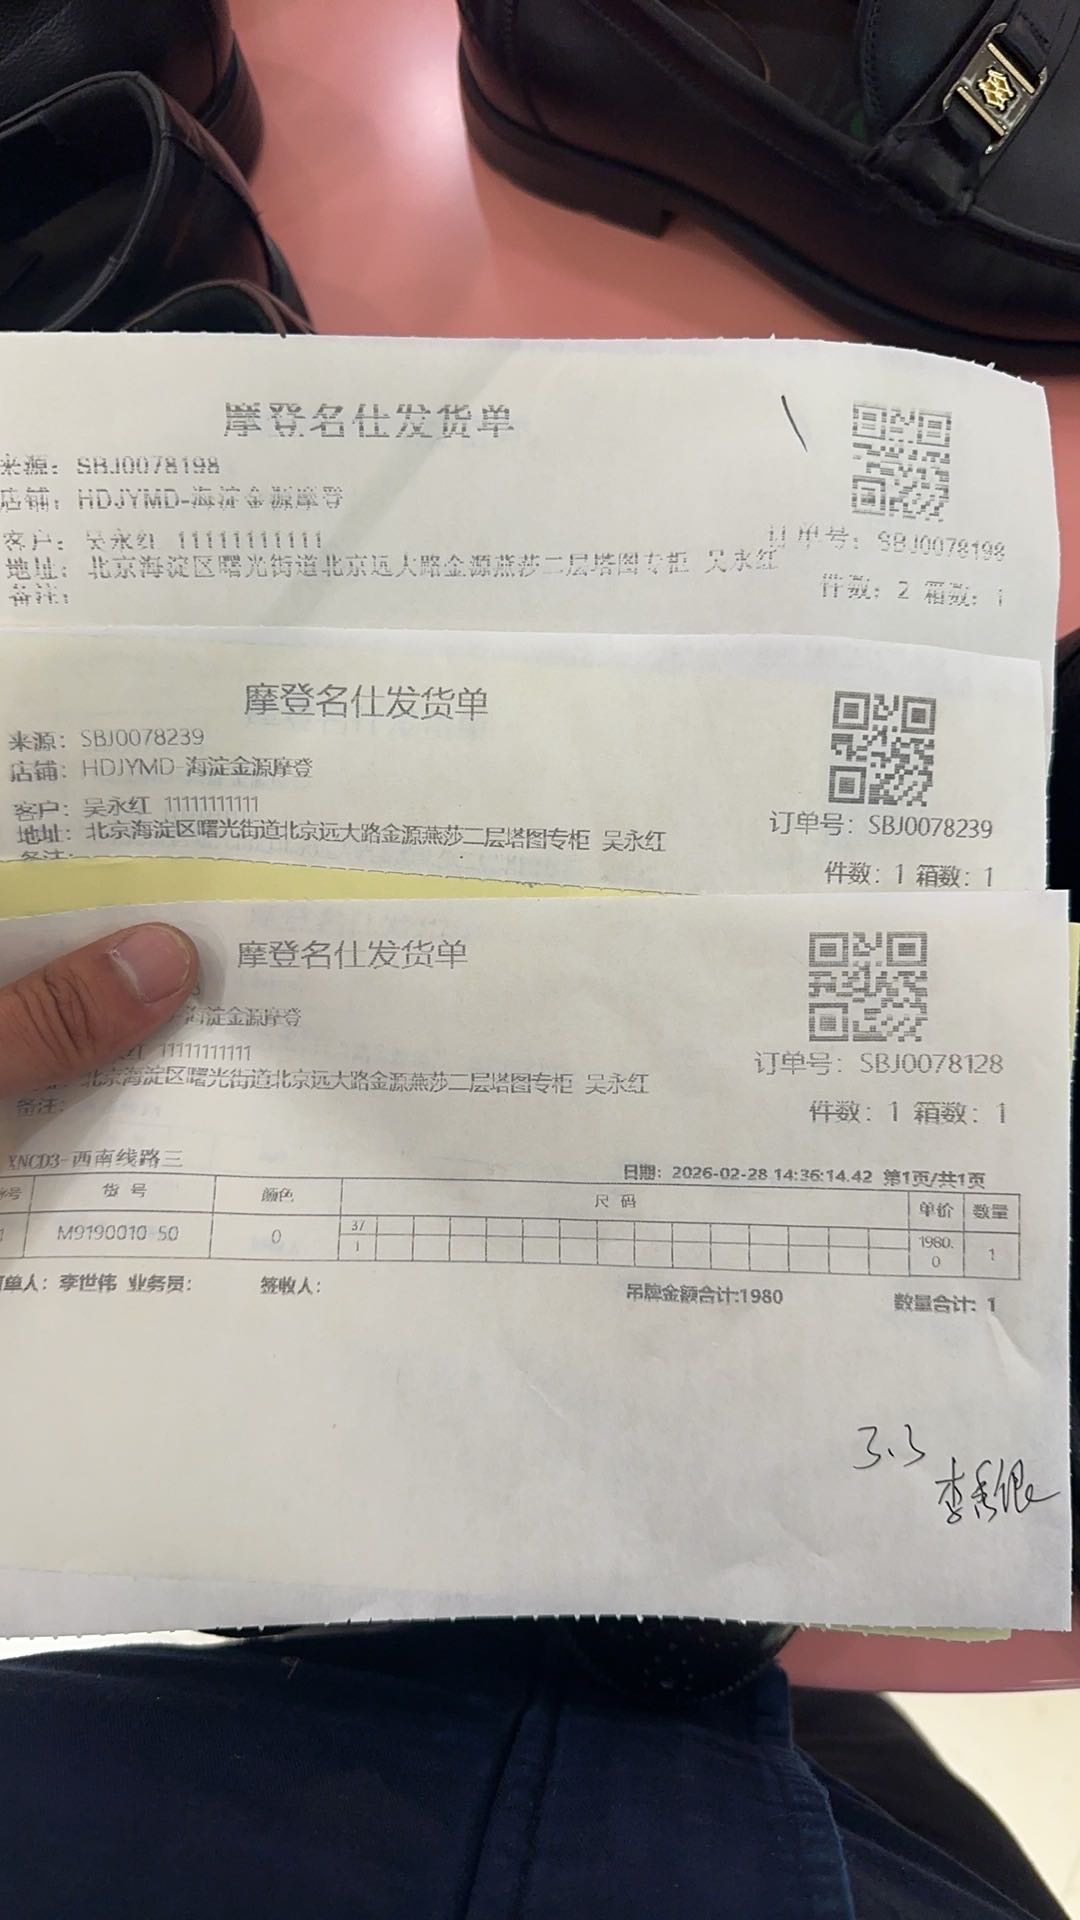 摩登名仕发货单
来源：SBJ0078198
店铺：HDJYMD-海淀金源摩登
客户：吴永红 11111111111
订单号：SBJ0078198
地址：北京海淀区曙光街道北京远大路金源燕莎二层塔图专柜 吴永红
件数：2 箱数：1
备注：
摩登名仕发货单
来源：SBJ0078239
店铺：HDJYMD-海淀金源摩登
客户：吴永红 11111111111
订单号：SBJ0078239
地址：北京海淀区曙光街道北京远大路金源燕莎二层塔图专柜 吴永红
件数：1 箱数：1
备注：
摩登名仕发货单
海淀金源摩登
11111111111
订单号：SBJ0078128
北京海淀区曙光街道北京远大路金源燕莎二层塔图专柜 吴永红
件数：1 箱数：1
备注：
XNCD3-西南线路三
日期：2026-02-28 14:36:14.42 第1页/共1页
号 货号 颜色 尺码 单价 数量
1 M9190010-50 0 37 1 1980.0 1
单人：李世伟 业务员： 签收人： 吊牌金额合计:1980 数量合计：1
3.3